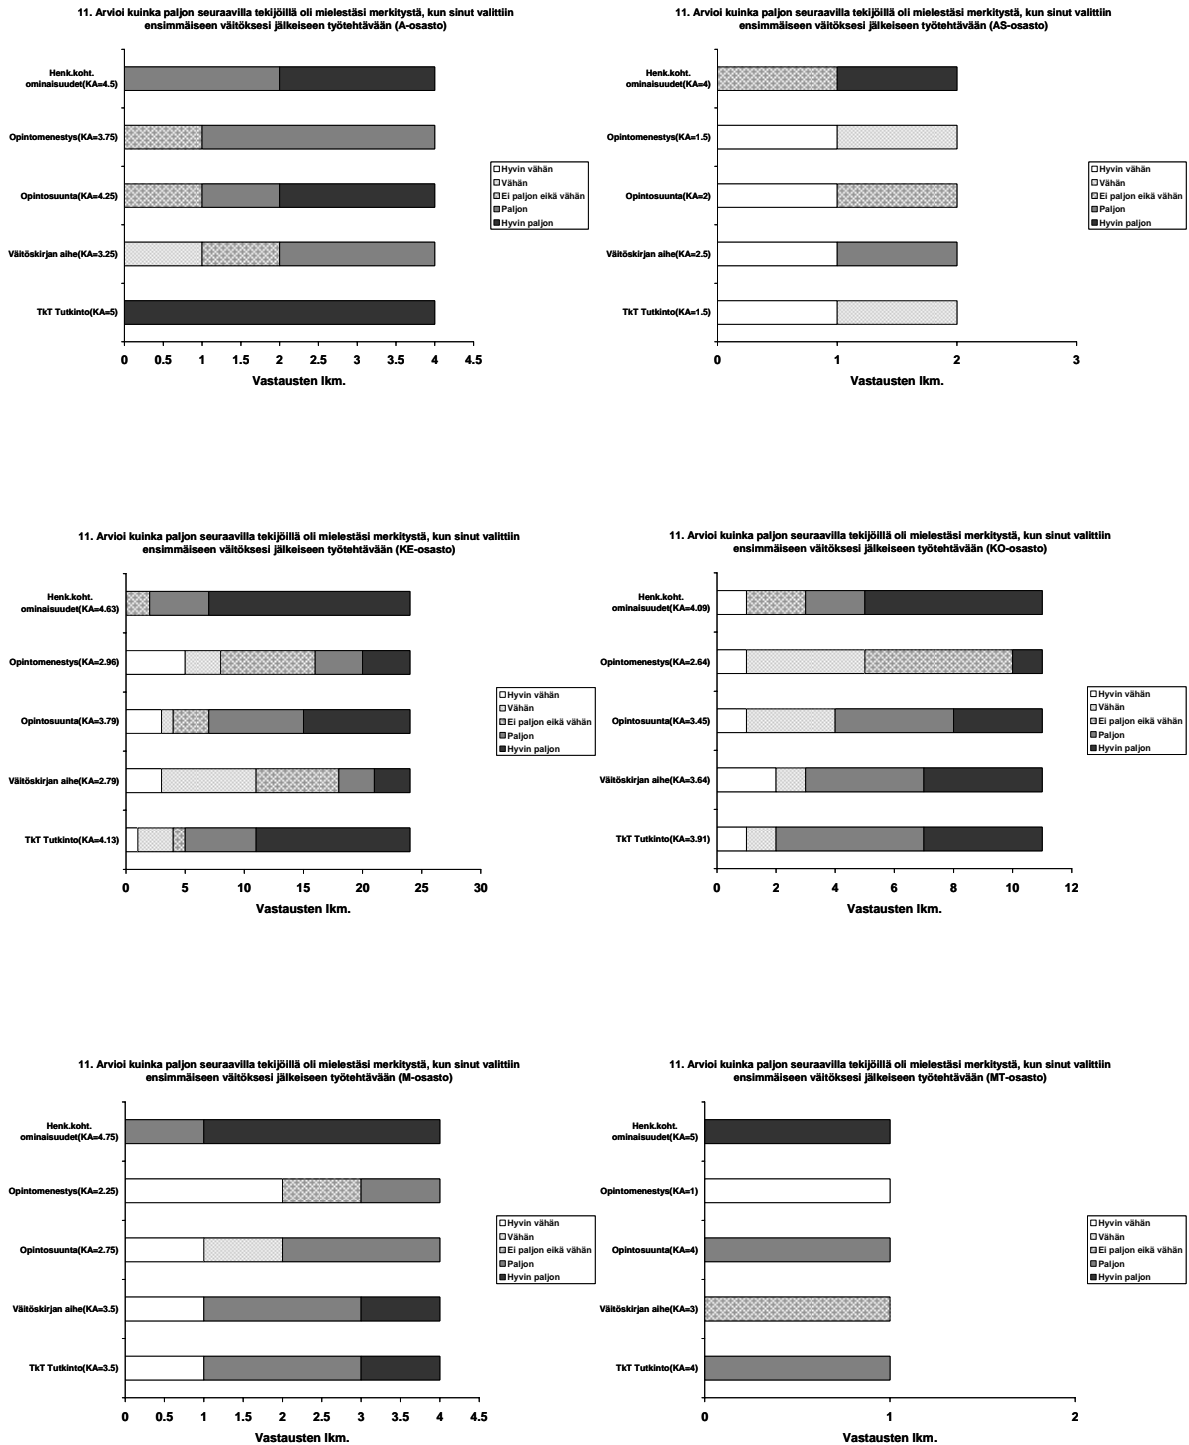 11. Arvioi kuinka paljon seuraavilla tekijöillä oli mielestäsi merkitystä, kun sinut valittiin
ensimmäiseen väitöksesi jälkeiseen työtehtävään (A-osasto)
Henk.koht.
ominaisuudet(KA=4.5)
Opintomenestys(KA=3.75)
Opintosuunta(KA=4.25)
Väitöskirjan aihe(KA=3.25)
TkT Tutkinto(KA=5)
0 0.5 1 1.5 2 2.5 3 3.5 4 4.5
Vastausten lkm.
Hyvin vähän
Vähän
Ei paljon eikä vähän
Paljon
Hyvin paljon
11. Arvioi kuinka paljon seuraavilla tekijöillä oli mielestäsi merkitystä, kun sinut valittiin
ensimmäiseen väitöksesi jälkeiseen työtehtävään (AS-osasto)
Henk.koht.
ominaisuudet(KA=4)
Opintomenestys(KA=1.5)
Opintosuunta(KA=2)
Väitöskirjan aihe(KA=2.5)
TkT Tutkinto(KA=1.5)
0 1 2 3
Vastausten lkm.
Hyvin vähän
Vähän
Ei paljon eikä vähän
Paljon
Hyvin paljon
11. Arvioi kuinka paljon seuraavilla tekijöillä oli mielestäsi merkitystä, kun sinut valittiin
ensimmäiseen väitöksesi jälkeiseen työtehtävään (KE-osasto)
Henk.koht.
ominaisuudet(KA=4.63)
Opintomenestys(KA=2.96)
Opintosuunta(KA=3.79)
Väitöskirjan aihe(KA=2.79)
TkT Tutkinto(KA=4.13)
0 5 10 15 20 25 30
Vastausten lkm.
Hyvin vähän
Vähän
Ei paljon eikä vähän
Paljon
Hyvin paljon
11. Arvioi kuinka paljon seuraavilla tekijöillä oli mielestäsi merkitystä, kun sinut valittiin
ensimmäiseen väitöksesi jälkeiseen työtehtävään (KO-osasto)
Henk.koht.
ominaisuudet(KA=4.09)
Opintomenestys(KA=2.64)
Opintosuunta(KA=3.45)
Väitöskirjan aihe(KA=3.64)
TkT Tutkinto(KA=3.91)
0 2 4 6 8 10 12
Vastausten lkm.
Hyvin vähän
Vähän
Ei paljon eikä vähän
Paljon
Hyvin paljon
11. Arvioi kuinka paljon seuraavilla tekijöillä oli mielestäsi merkitystä, kun sinut valittiin
ensimmäiseen väitöksesi jälkeiseen työtehtävään (M-osasto)
Henk.koht.
ominaisuudet(KA=4.75)
Opintomenestys(KA=2.25)
Opintosuunta(KA=2.75)
Väitöskirjan aihe(KA=3.5)
TkT Tutkinto(KA=3.5)
0 0.5 1 1.5 2 2.5 3 3.5 4 4.5
Vastausten lkm.
Hyvin vähän
Vähän
Ei paljon eikä vähän
Paljon
Hyvin paljon
11. Arvioi kuinka paljon seuraavilla tekijöillä oli mielestäsi merkitystä, kun sinut valittiin
ensimmäiseen väitöksesi jälkeiseen työtehtävään (MT-osasto)
Henk.koht.
ominaisuudet(KA=5)
Opintomenestys(KA=1)
Opintosuunta(KA=4)
Väitöskirjan aihe(KA=3)
TkT Tutkinto(KA=4)
0 1 2
Vastausten lkm.
Hyvin vähän
Vähän
Ei paljon eikä vähän
Paljon
Hyvin paljon